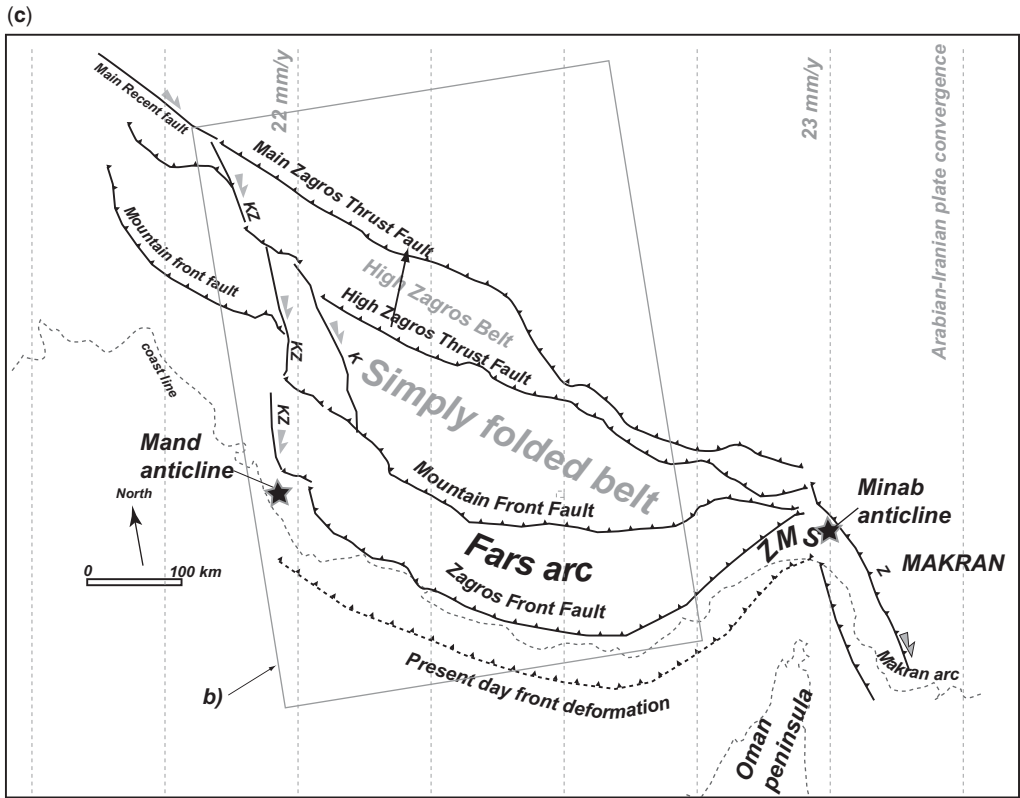 (c)
22 mm/y
23 mm/y
Arabian-Iranian plate convergence
Main Recent fault
Main Zagros Thrust Fault
KZ
Mountain front fault
High Zagros Belt
High Zagros Thrust Fault
KZ
K
coast line
Simply folded belt
KZ
Mand
anticline
North
0 100 km
Mountain Front Fault
Minab
anticline
ZMS
Fars arc
MAKRAN
Z
Zagros Front Fault
Makran arc
Present day front deformation
b)
Oman
peninsula